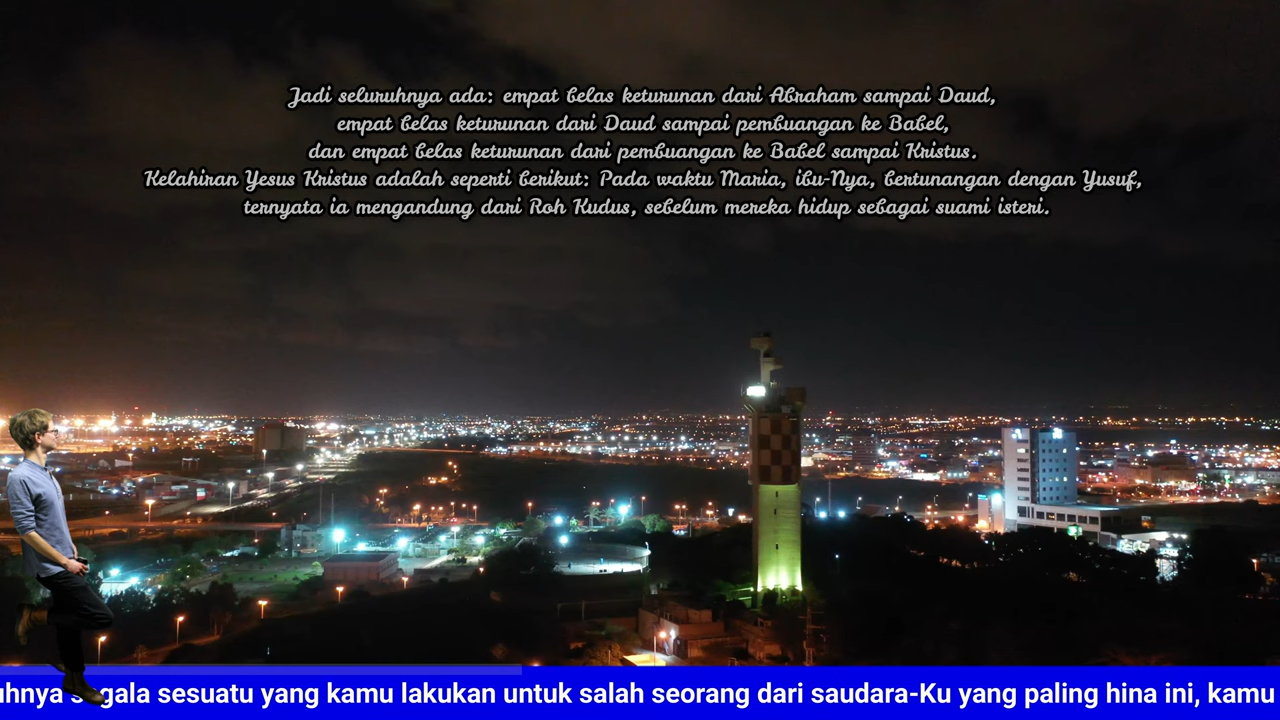 Jadi seluruhnya ada: empat belas keturunan dari Abraham sampai Daud,
empat belas keturunan dari Daud sampai pembuangan ke Babel,
dan empat belas keturunan dari pembuangan ke Babel sampai Kristus.
Kelahiran Yesus Kristus adalah seperti berikut: Pada waktu Maria, ibu-Nya, bertunangan dengan Yusuf,
ternyata ia mengandung dari Roh Kudus, sebelum mereka hidup sebagai suami isteri.
sesuatu yang kamu lakukan untuk salah seorang dari saudara-Ku yang paling hina ini, kamu